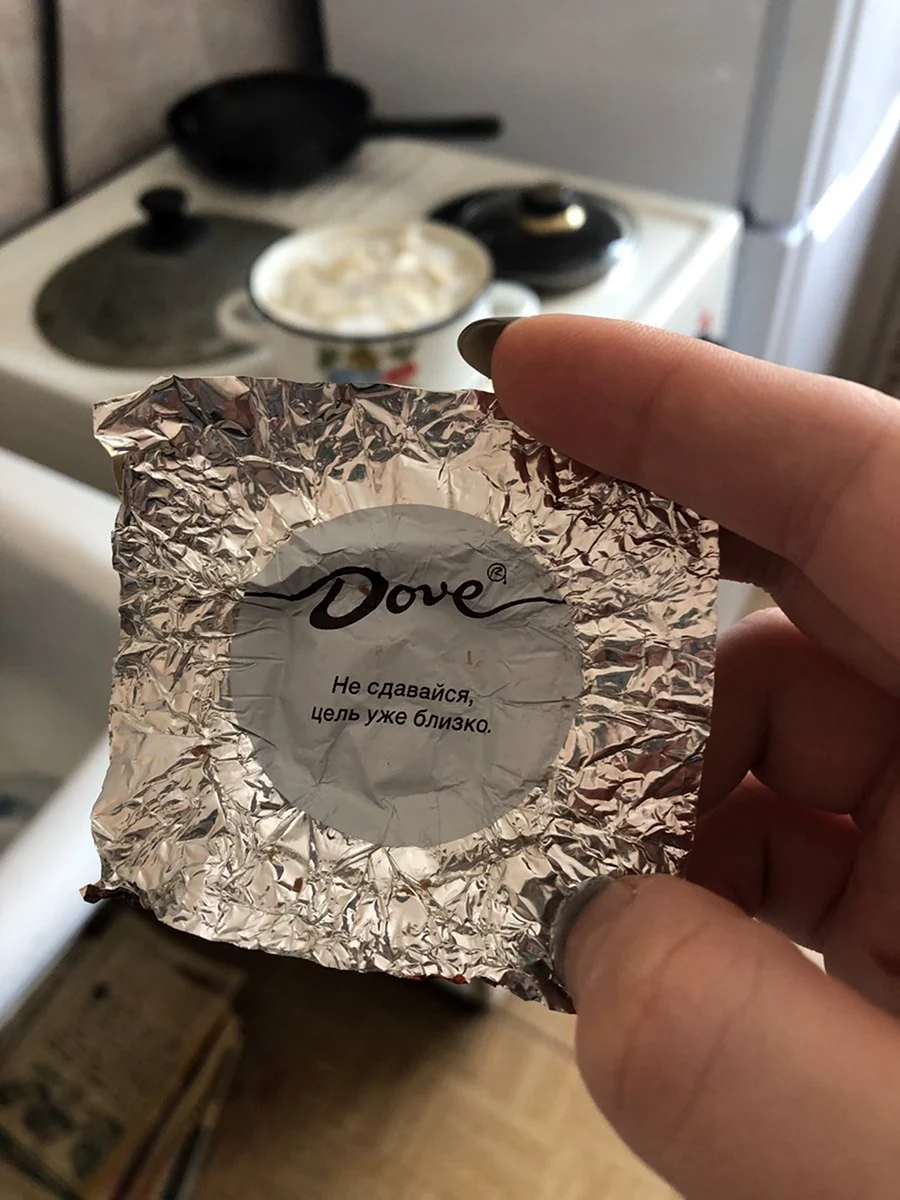 Dove®
Не сдавайся,
цель уже близко.